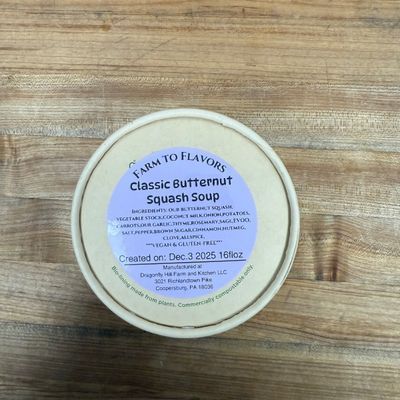 Farm to Flavors
Classic Butternut
Squash Soup
Ingredients: Our butternut squash,
vegetable stock,coconut milk,onion,potatoes,
carrots,our garlic,thyme,rosemary,sage,EVOO,
salt,pepper,brown sugar,cinnamon,nutmeg,
clove,allspice,
***vegan & gluten-free***
Created on: Dec.3 2025 16floz
Manufactured at
Dragonfly Hill Farm and Kitchen LLC
3021 Richlandtown Pike
Coopersburg, PA 18036
Bio-lining made from plants. Commercially compostable only.